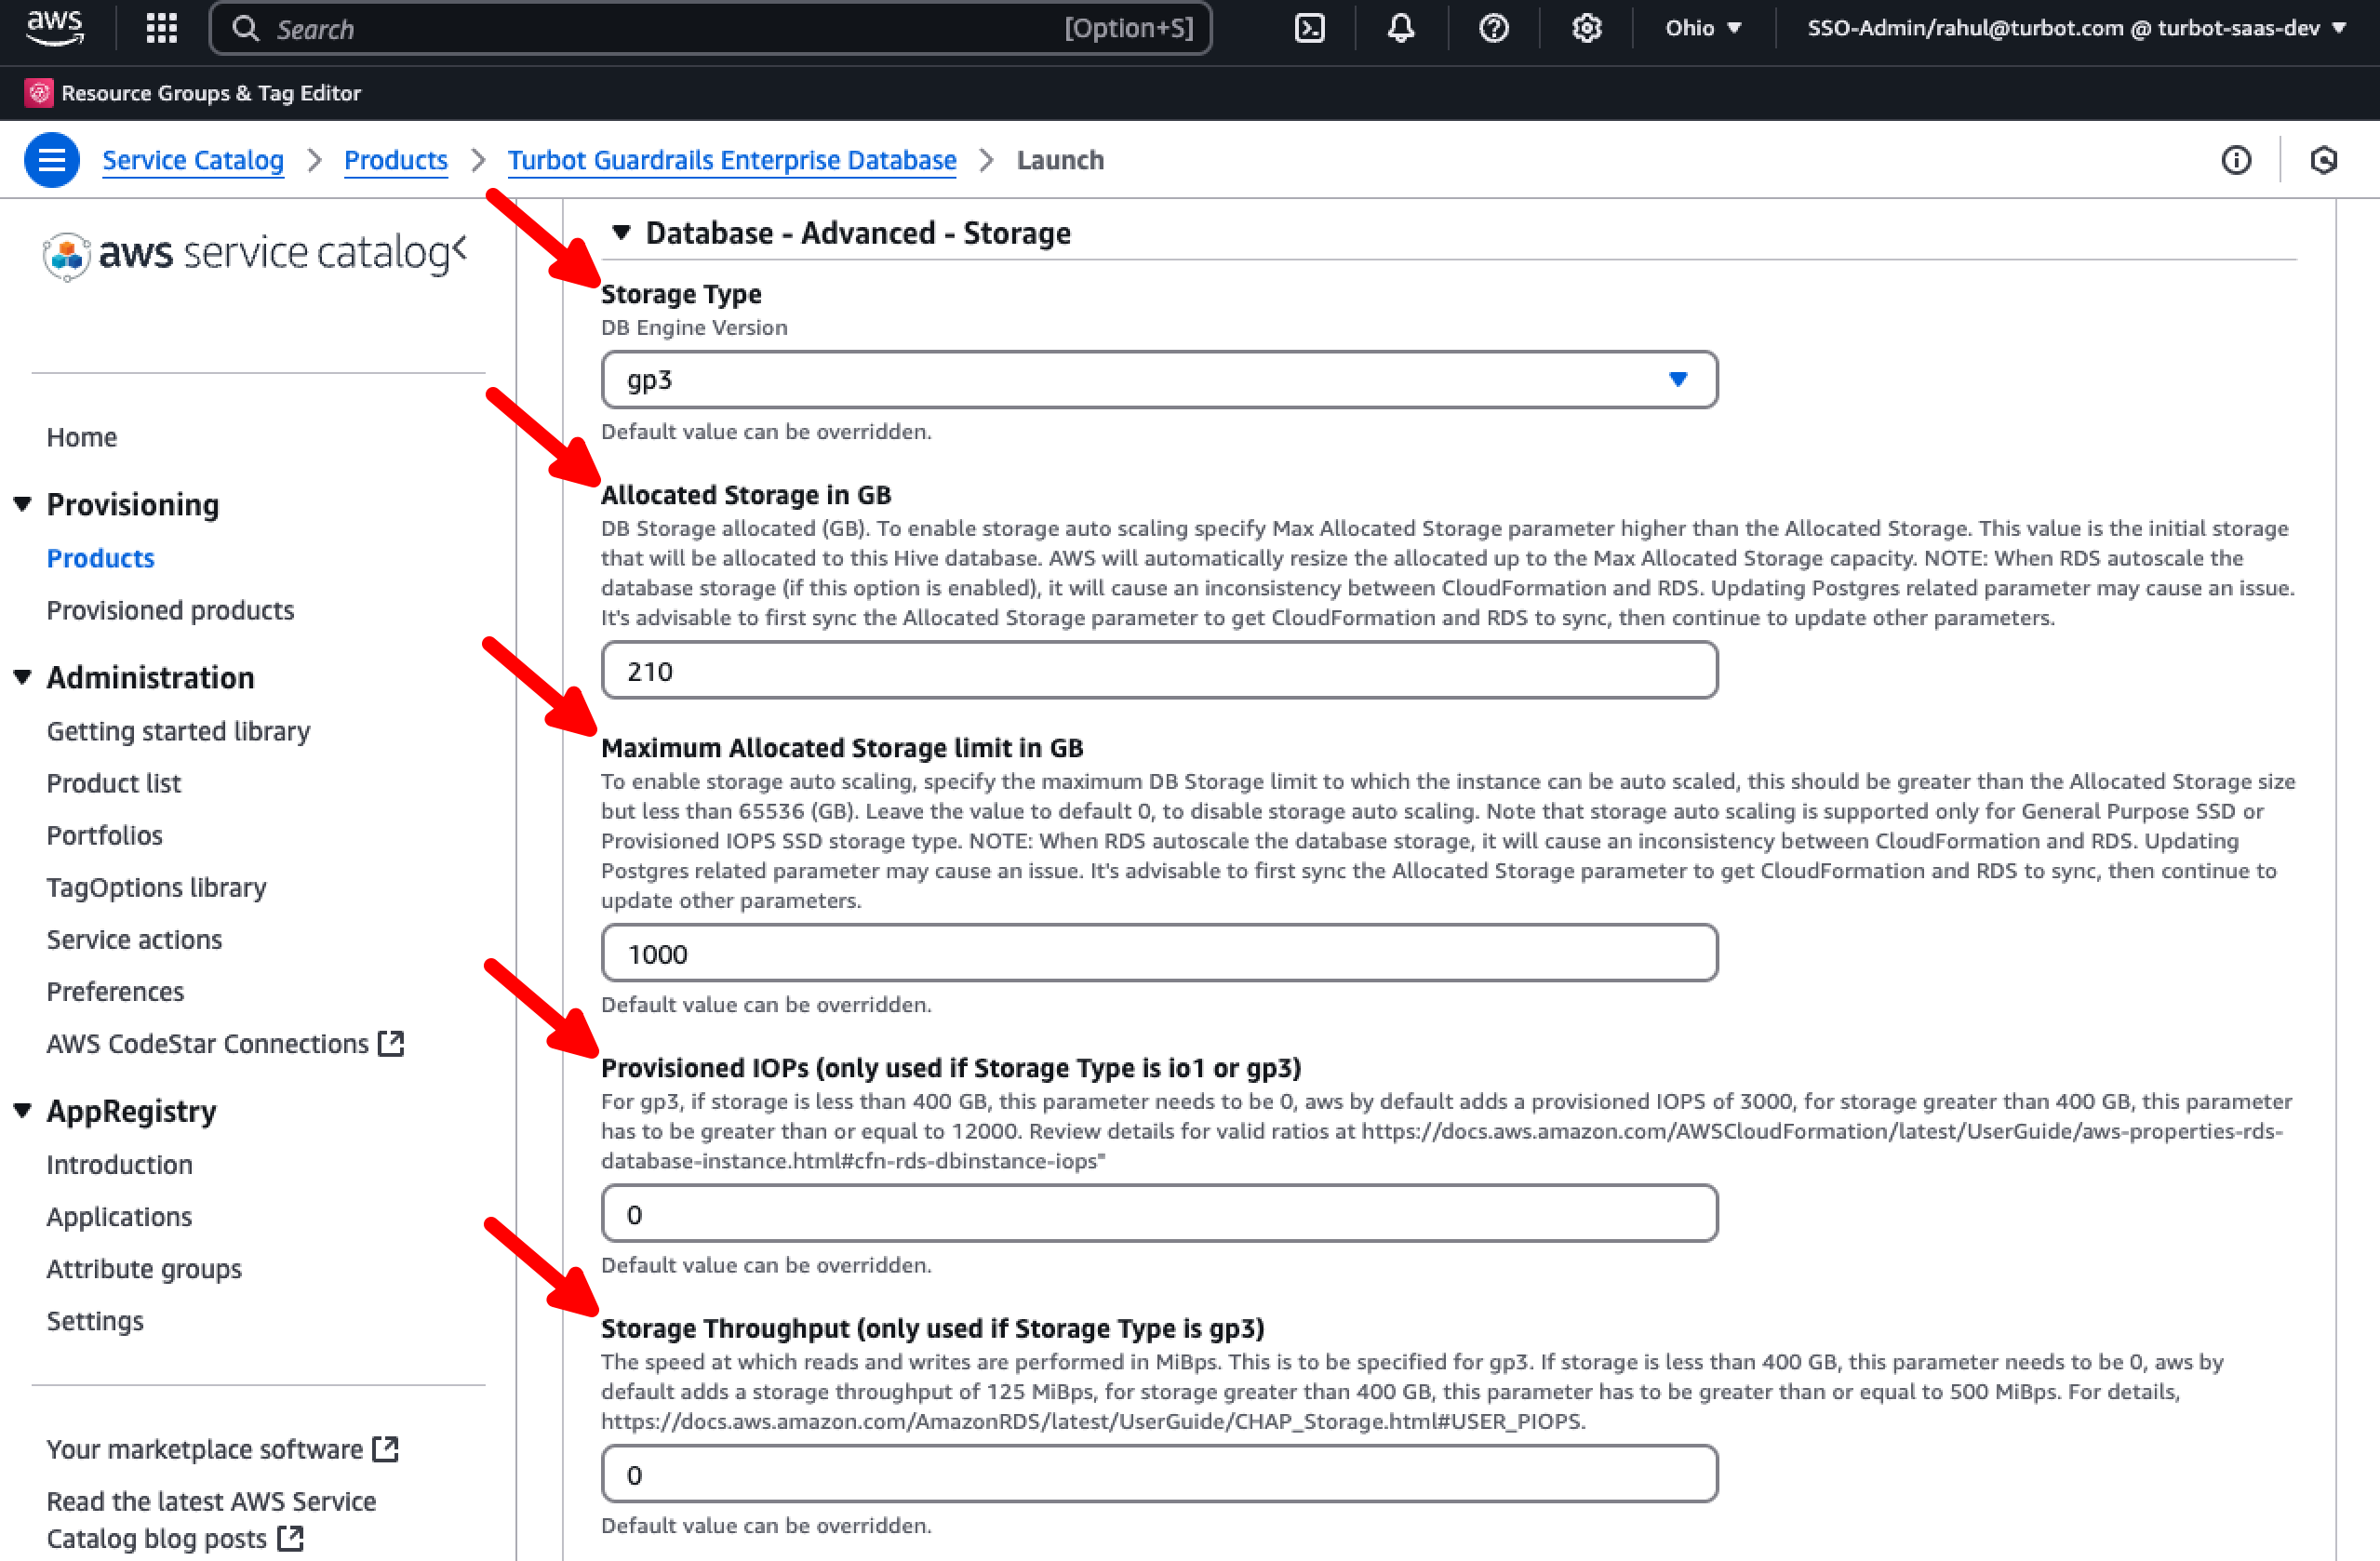 aws
Search [Option+S]
Ohio ▼
SSO-Admin/rahul@turbot.com @ turbot-saas-dev ▼
Resource Groups & Tag Editor
Service Catalog > Products > Turbot Guardrails Enterprise Database > Launch
aws service catalog
Home
▼ Provisioning
Products
Provisioned products
▼ Administration
Getting started library
Product list
Portfolios
TagOptions library
Service actions
Preferences
AWS CodeStar Connections
▼ AppRegistry
Introduction
Applications
Attribute groups
Settings
Your marketplace software
Read the latest AWS Service
Catalog blog posts
▼ Database - Advanced - Storage
Storage Type
DB Engine Version
gp3
Default value can be overridden.
Allocated Storage in GB
DB Storage allocated (GB). To enable storage auto scaling specify Max Allocated Storage parameter higher than the Allocated Storage. This value is the initial storage
that will be allocated to this Hive database. AWS will automatically resize the allocated up to the Max Allocated Storage capacity. NOTE: When RDS autoscale the
database storage (if this option is enabled), it will cause an inconsistency between CloudFormation and RDS. Updating Postgres related parameter may cause an issue.
It's advisable to first sync the Allocated Storage parameter to get CloudFormation and RDS to sync, then continue to update other parameters.
210
Maximum Allocated Storage limit in GB
To enable storage auto scaling, specify the maximum DB Storage limit to which the instance can be auto scaled, this should be greater than the Allocated Storage size
but less than 65536 (GB). Leave the value to default 0, to disable storage auto scaling. Note that storage auto scaling is supported only for General Purpose SSD or
Provisioned IOPS SSD storage type. NOTE: When RDS autoscale the database storage, it will cause an inconsistency between CloudFormation and RDS. Updating
Postgres related parameter may cause an issue. It's advisable to first sync the Allocated Storage parameter to get CloudFormation and RDS to sync, then continue to
update other parameters.
1000
Default value can be overridden.
Provisioned IOPs (only used if Storage Type is io1 or gp3)
For gp3, if storage is less than 400 GB, this parameter needs to be 0, aws by default adds a provisioned IOPS of 3000, for storage greater than 400 GB, this parameter
has to be greater than or equal to 12000. Review details for valid ratios at https://docs.aws.amazon.com/AWSCloudFormation/latest/UserGuide/aws-properties-rds-
database-instance.html#cfn-rds-dbinstance-iops"
0
Default value can be overridden.
Storage Throughput (only used if Storage Type is gp3)
The speed at which reads and writes are performed in MiBps. This is to be specified for gp3. If storage is less than 400 GB, this parameter needs to be 0, aws by
default adds a storage throughput of 125 MiBps, for storage greater than 400 GB, this parameter has to be greater than or equal to 500 MiBps. For details,
https://docs.aws.amazon.com/AmazonRDS/latest/UserGuide/CHAP_Storage.html#USER_PIOPS.
0
Default value can be overridden.